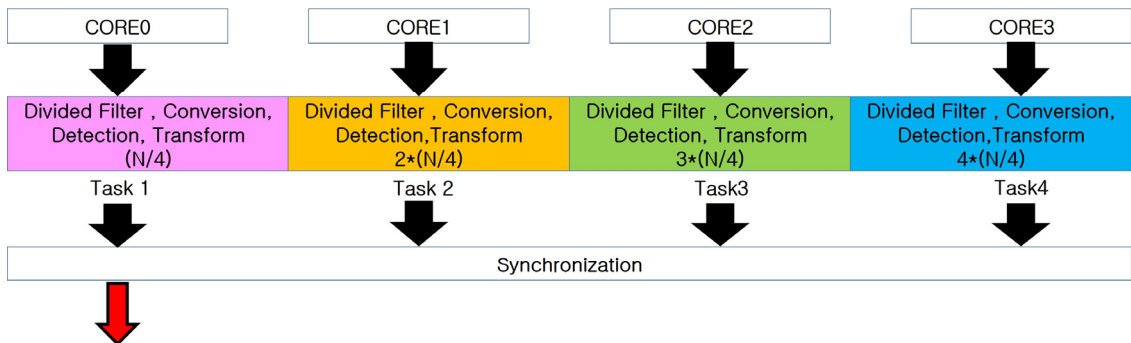 CORE0
CORE1
CORE2
CORE3
Divided Filter , Conversion,
Detection, Transform
(N/4)
Divided Filter , Conversion,
Detection,Transform
2*(N/4)
Divided Filter , Conversion,
Detection, Transform
3*(N/4)
Divided Filter , Conversion,
Detection,Transform
4*(N/4)
Task 1
Task 2
Task3
Task4
Synchronization